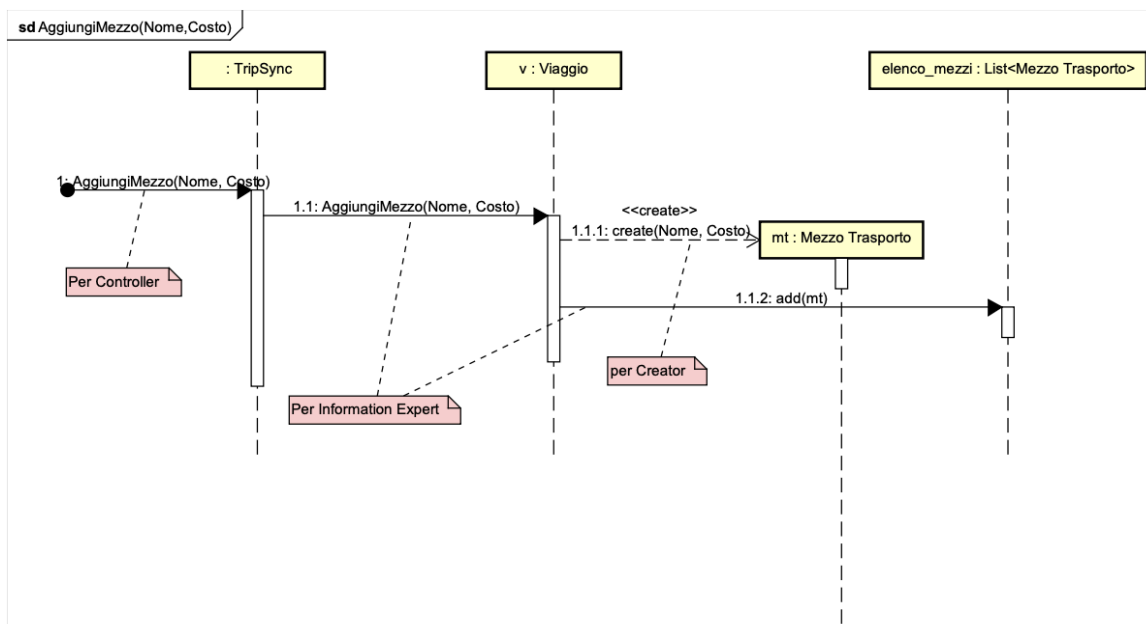 sd AggiungiMezzo(Nome,Costo)
: TripSync
v : Viaggio
elenco_mezzi : List<Mezzo Trasporto>
1: AggiungiMezzo(Nome, Costo)
1.1: AggiungiMezzo(Nome, Costo)
<<create>>
1.1.1: create(Nome, Costo)
mt : Mezzo Trasporto
Per Controller
1.1.2: add(mt)
per Creator
Per Information Expert